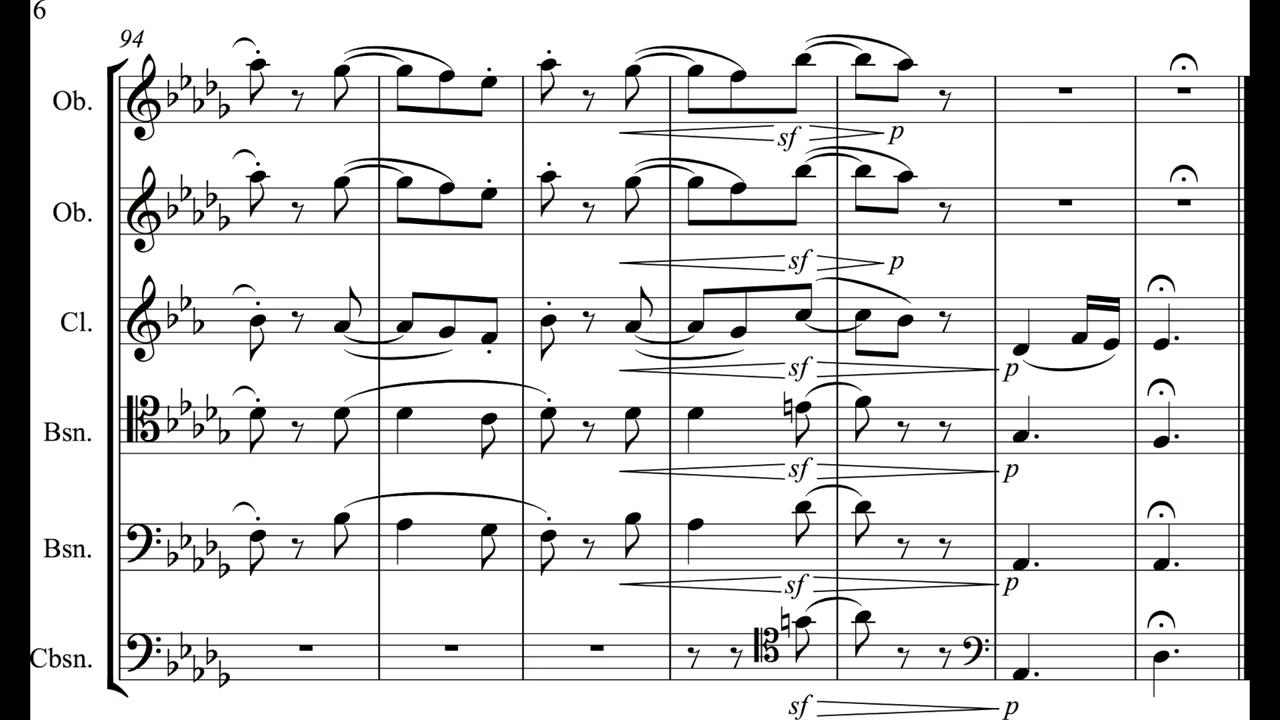 6
94
Ob.
sf p
Ob.
sf p
Cl.
sf p
Bsn.
sf p
Bsn.
sf p
Cbsn.
sf p